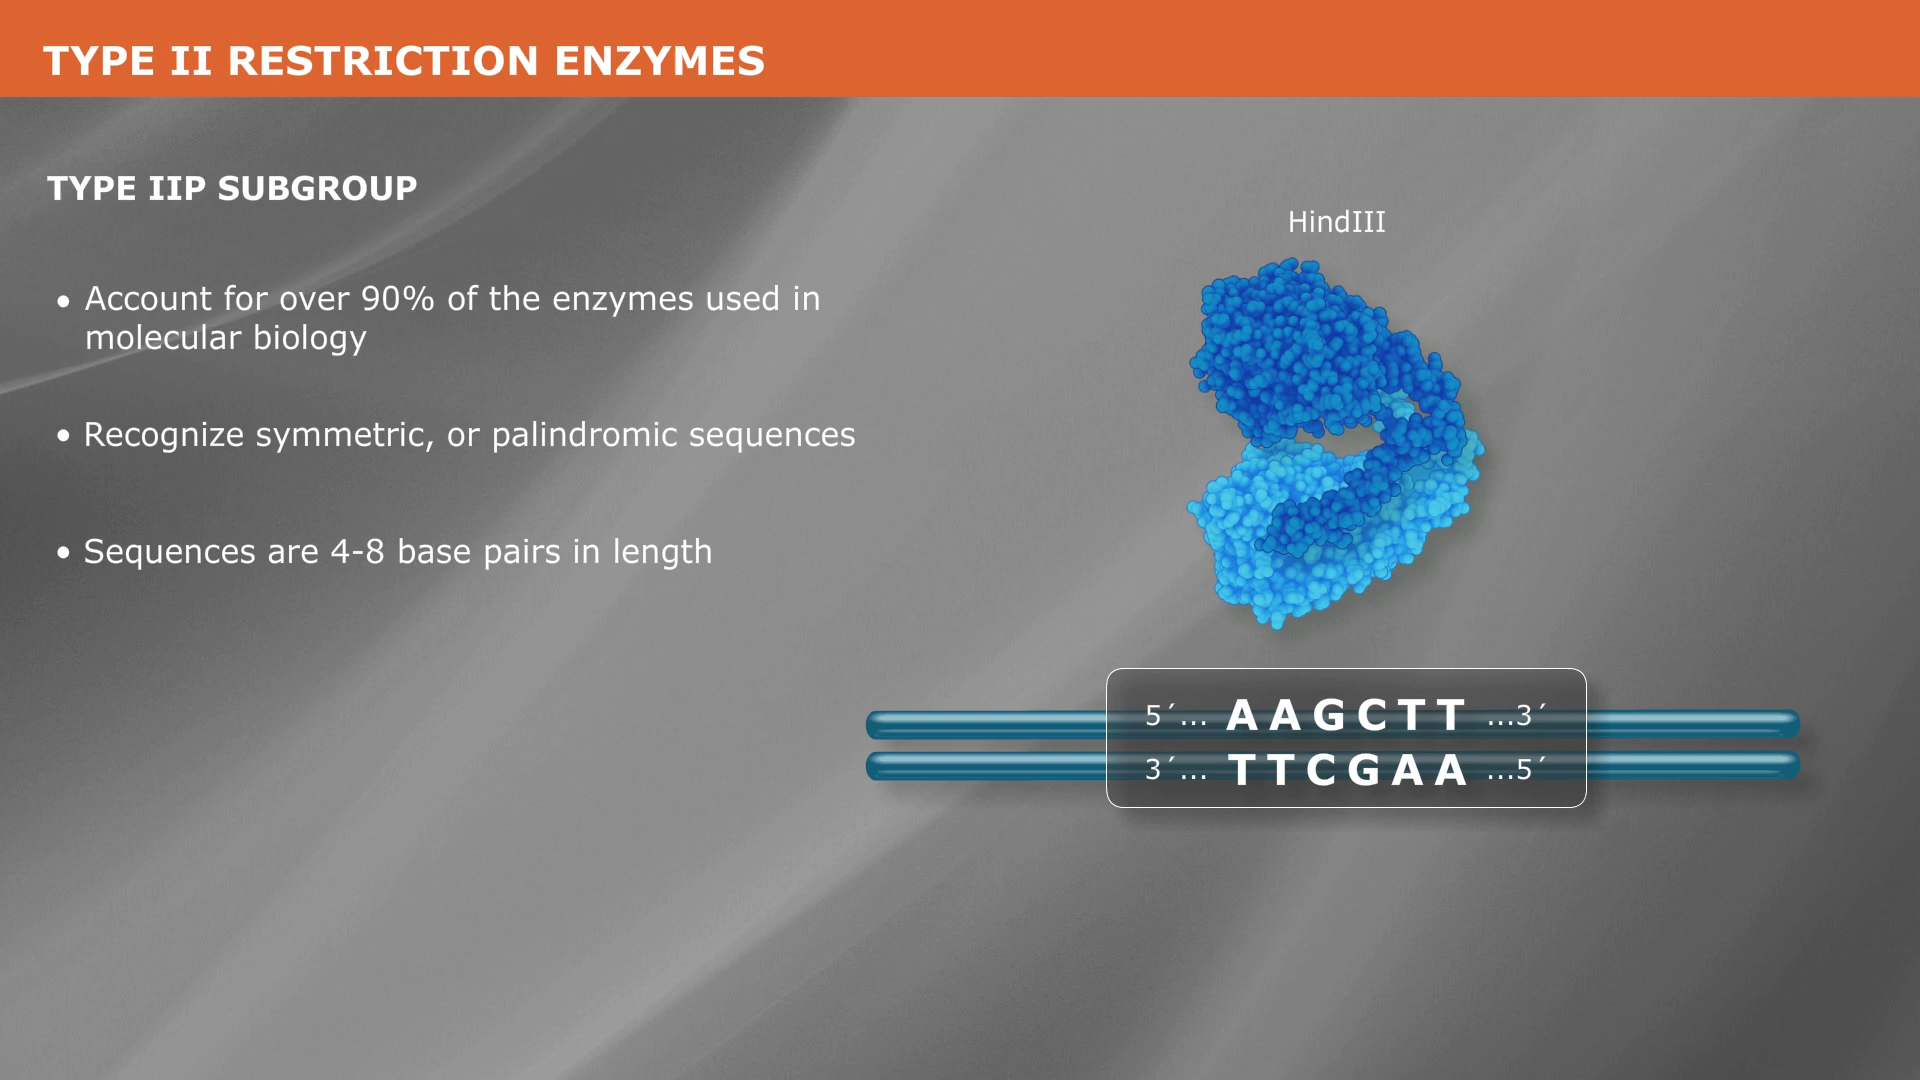 TYPE II RESTRICTION ENZYMES
TYPE IIP SUBGROUP
• Account for over 90% of the enzymes used in
molecular biology
• Recognize symmetric, or palindromic sequences
• Sequences are 4-8 base pairs in length
HindIII
5´... A A G C T T ...3´
3´... T T C G A A ...5´